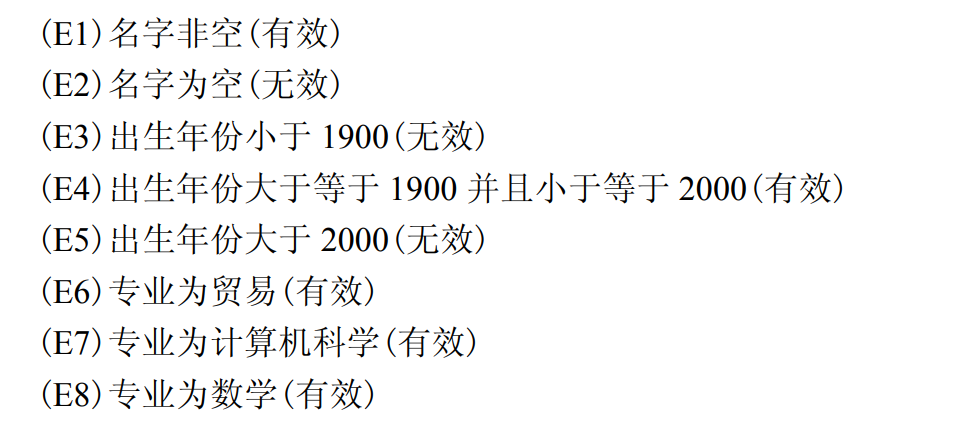 (E1)名字非空(有效)
(E2)名字为空(无效)
(E3)出生年份小于 1900(无效)
(E4)出生年份大于等于 1900 并且小于等于 2000(有效)
(E5)出生年份大于 2000(无效)
(E6)专业为贸易(有效)
(E7)专业为计算机科学(有效)
(E8)专业为数学(有效)